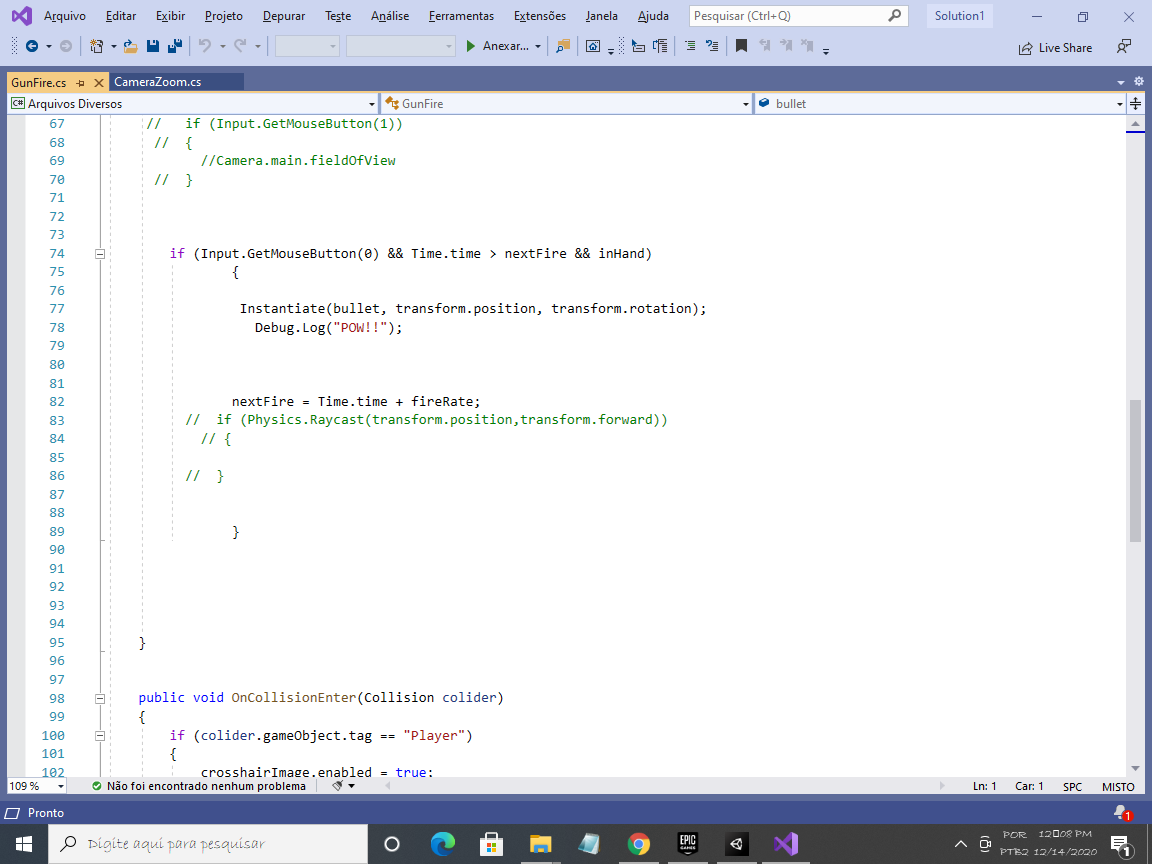 Arquivo Editar Exibir Projeto Depurar Teste Análise Ferramentas Extensões Janela Ajuda Pesquisar (Ctrl+Q) Solution1
Anexar... Live Share
GunFire.cs CameraZoom.cs
C# Arquivos Diversos GunFire bullet
67 // if (Input.GetMouseButton(1))
68 // {
69 //Camera.main.fieldOfView
70 // }
71
72
73
74 if (Input.GetMouseButton(0) && Time.time > nextFire && inHand)
75 {
76
77 Instantiate(bullet, transform.position, transform.rotation);
78 Debug.Log("POW!!");
79
80
81
82 nextFire = Time.time + fireRate;
83 // if (Physics.Raycast(transform.position,transform.forward))
84 // {
85
86 // }
87
88
89 }
90
91
92
93
94
95 }
96
97
98 public void OnCollisionEnter(Collision colider)
99 {
100 if (colider.gameObject.tag == "Player")
101 {
102 crosshairImage.enabled = true;
109 % Não foi encontrado nenhum problema Ln: 1 Car: 1 SPC MISTO
Pronto 1
Digite aqui para pesquisar EPIC GAMES POR 12▯08 PM
PTB2 12/14/2020 1